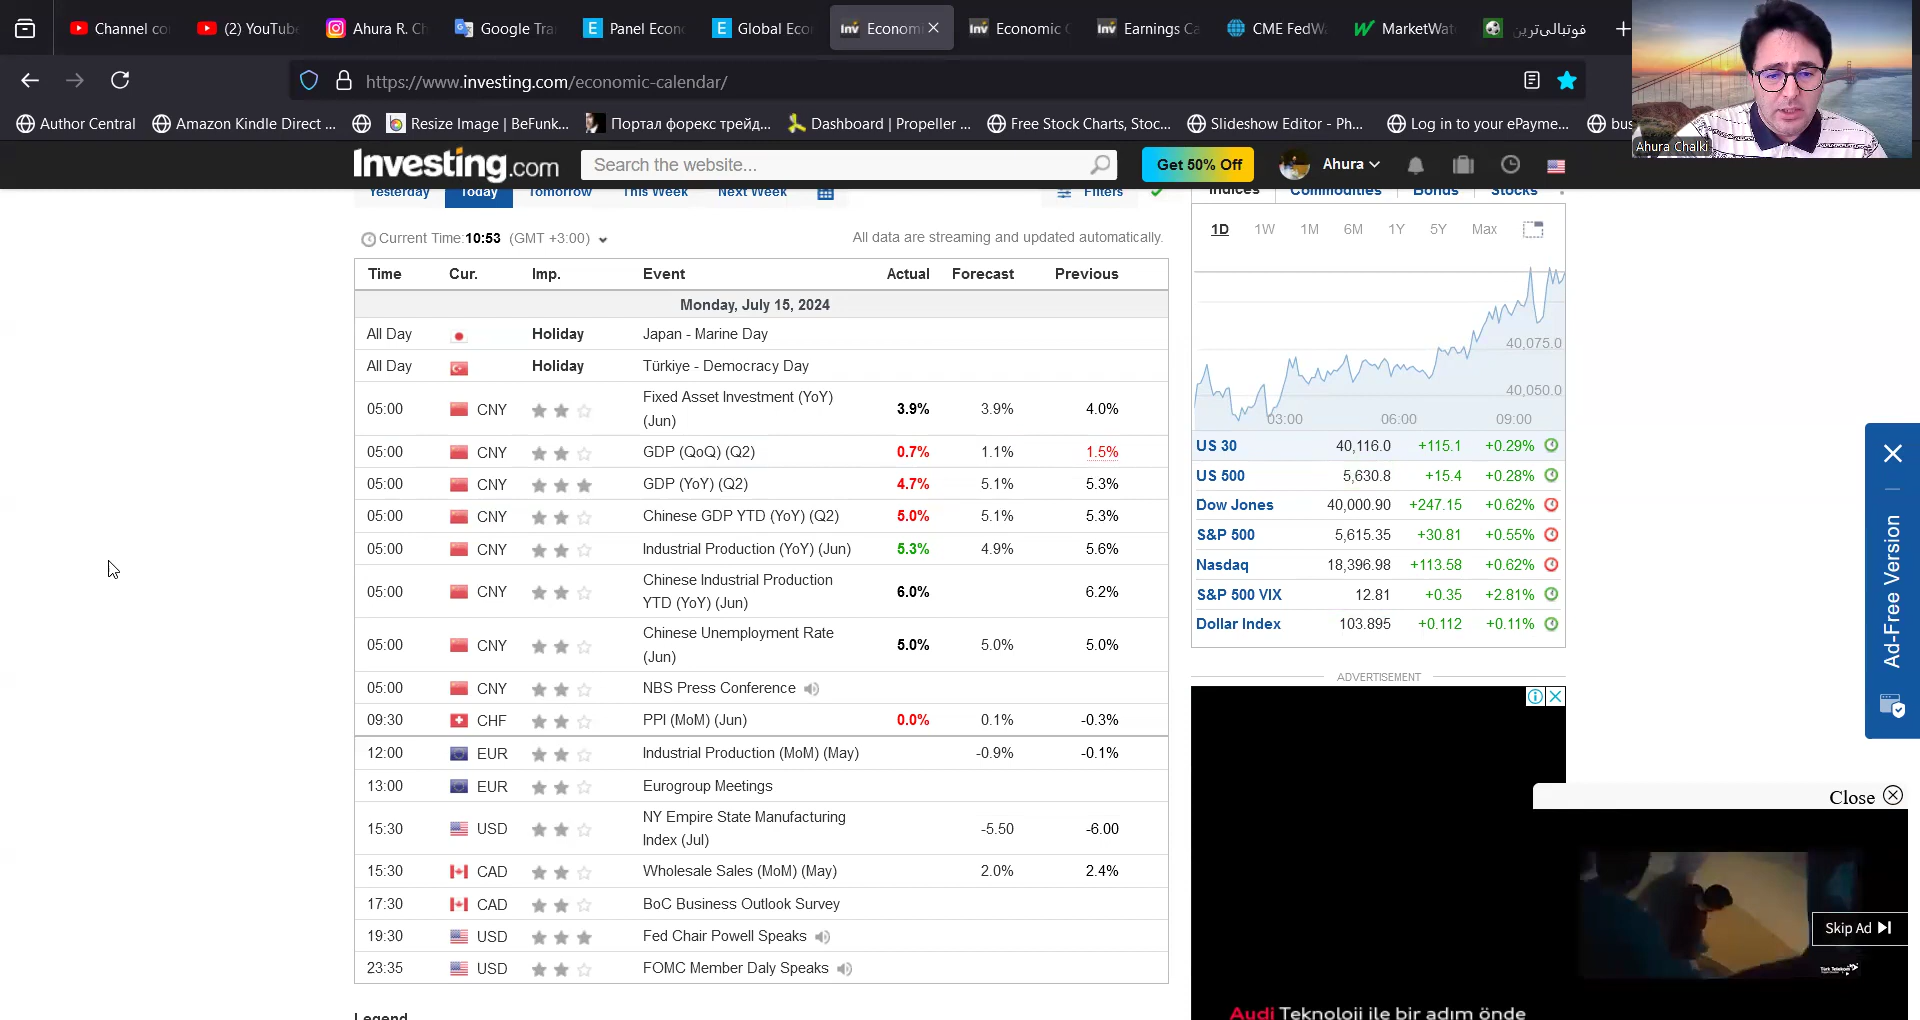 Channel co
(2) YouTube
Ahura R. Ch
Google Tra
Panel Econ
Global Eco
Economi
Economic C
Earnings Ca
CME FedW
MarketWat
فوتبالی‌ترین
https://www.investing.com/economic-calendar/
Author Central
Amazon Kindle Direct ...
Resize Image | BeFunk...
Портал форекс трейд...
Dashboard | Propeller ...
Free Stock Charts, Stoc...
Slideshow Editor - Ph...
Log in to your ePayme...
bus
Ahura Chalki
Investing.com
Search the website...
Get 50% Off
Ahura
Yesterday Today Tomorrow This Week Next Week Filters
Indices Commodities Bonds Stocks
Current Time:10:53 (GMT +3:00)
All data are streaming and updated automatically.
Time Cur. Imp. Event Actual Forecast Previous
Monday, July 15, 2024
All Day Holiday Japan - Marine Day
All Day Holiday Türkiye - Democracy Day
05:00 CNY Fixed Asset Investment (YoY) (Jun) 3.9% 3.9% 4.0%
05:00 CNY GDP (QoQ) (Q2) 0.7% 1.1% 1.5%
05:00 CNY GDP (YoY) (Q2) 4.7% 5.1% 5.3%
05:00 CNY Chinese GDP YTD (YoY) (Q2) 5.0% 5.1% 5.3%
05:00 CNY Industrial Production (YoY) (Jun) 5.3% 4.9% 5.6%
05:00 CNY Chinese Industrial Production YTD (YoY) (Jun) 6.0% 6.2%
05:00 CNY Chinese Unemployment Rate (Jun) 5.0% 5.0% 5.0%
05:00 CNY NBS Press Conference
09:30 CHF PPI (MoM) (Jun) 0.0% 0.1% -0.3%
12:00 EUR Industrial Production (MoM) (May) -0.9% -0.1%
13:00 EUR Eurogroup Meetings
15:30 USD NY Empire State Manufacturing Index (Jul) -5.50 -6.00
15:30 CAD Wholesale Sales (MoM) (May) 2.0% 2.4%
17:30 CAD BoC Business Outlook Survey
19:30 USD Fed Chair Powell Speaks
23:35 USD FOMC Member Daly Speaks
Legend
1D 1W 1M 6M 1Y 5Y Max
40,075.0
40,050.0
03:00 06:00 09:00
US 30 40,116.0 +115.1 +0.29%
US 500 5,630.8 +15.4 +0.28%
Dow Jones 40,000.90 +247.15 +0.62%
S&P 500 5,615.35 +30.81 +0.55%
Nasdaq 18,396.98 +113.58 +0.62%
S&P 500 VIX 12.81 +0.35 +2.81%
Dollar Index 103.895 +0.112 +0.11%
ADVERTISEMENT
Ad-Free Version
Close
Skip Ad
Türk Telekom
Audi Teknoloji ile bir adım önde